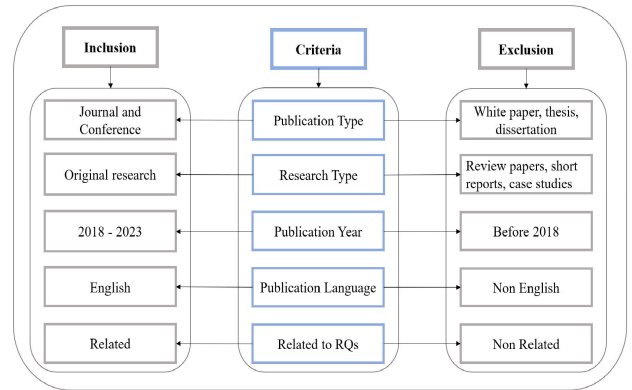 Inclusion
Criteria
Exclusion
Journal and
Conference
Publication Type
White paper, thesis,
dissertation
Original research
Research Type
Review papers, short
reports, case studies
2018 - 2023
Publication Year
Before 2018
English
Publication Language
Non English
Related
Related to RQs
Non Related